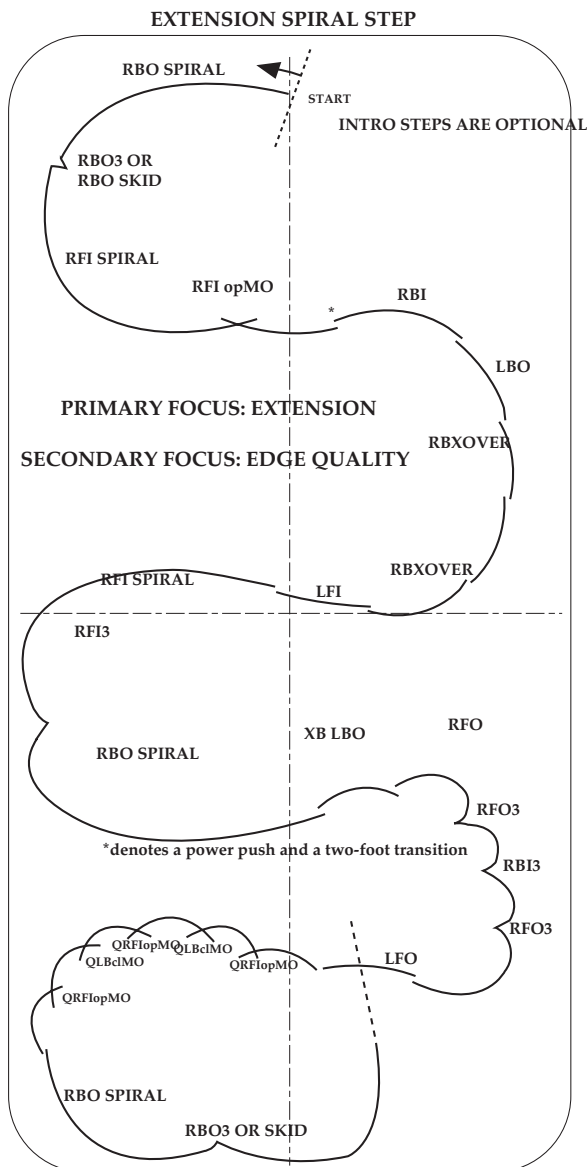 EXTENSION SPIRAL STEP
RBO SPIRAL
START
INTRO STEPS ARE OPTIONAL
RBO3 OR
RBO SKID
RFI SPIRAL
RFI opMO
*
RBI
LBO
PRIMARY FOCUS: EXTENSION
RBXOVER
SECONDARY FOCUS: EDGE QUALITY
RBXOVER
RFI SPIRAL
LFI
RFI3
XB LBO
RFO
RBO SPIRAL
RFO3
*denotes a power push and a two-foot transition
RBI3
RFO3
QRFIopMO
QLBclMO
QLBclMO
QRFIopMO
LFO
QRFIopMO
RBO SPIRAL
RBO3 OR SKID